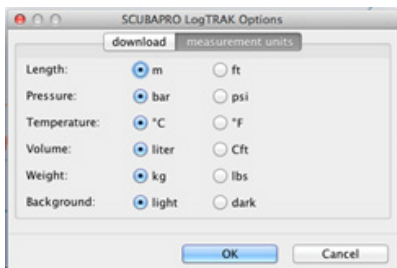 SCUBAPRO LogTRAK Options
download measurement units
Length: m ft
Pressure: bar psi
Temperature: °C °F
Volume: liter Cft
Weight: kg lbs
Background: light dark
OK Cancel